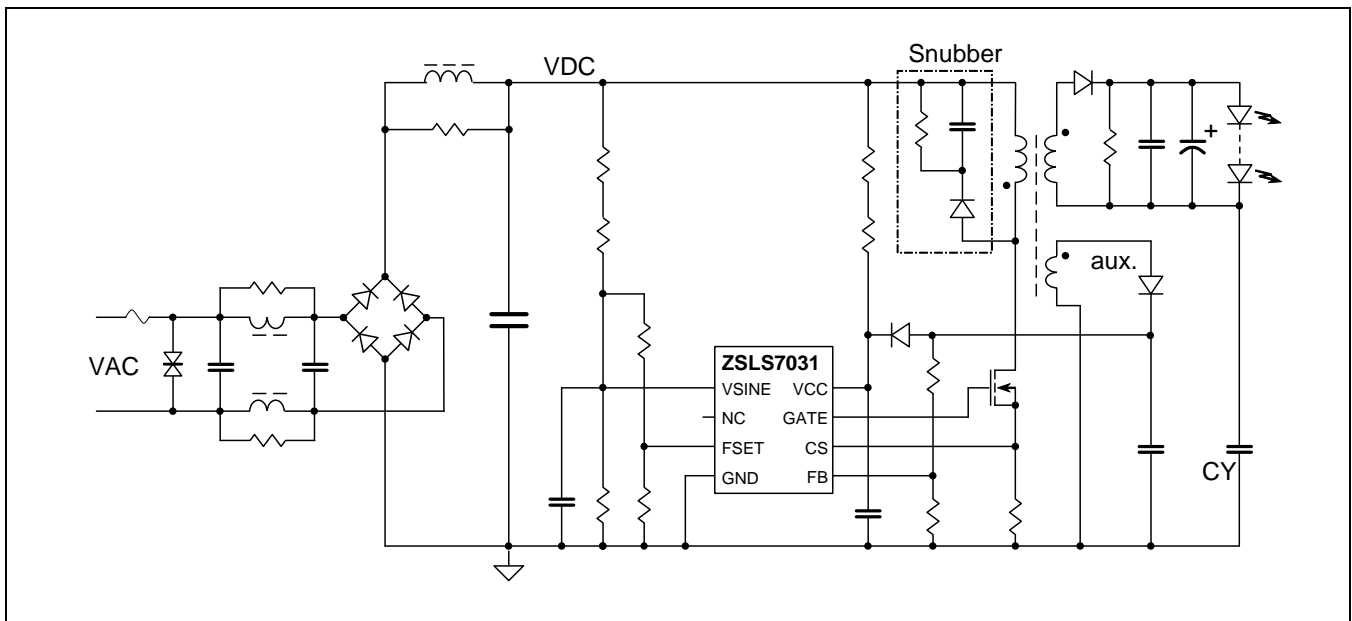 Snubber
VDC
+
aux.
VAC
ZSLS7031
VSINE VCC
NC GATE
FSET CS
GND FB
CY